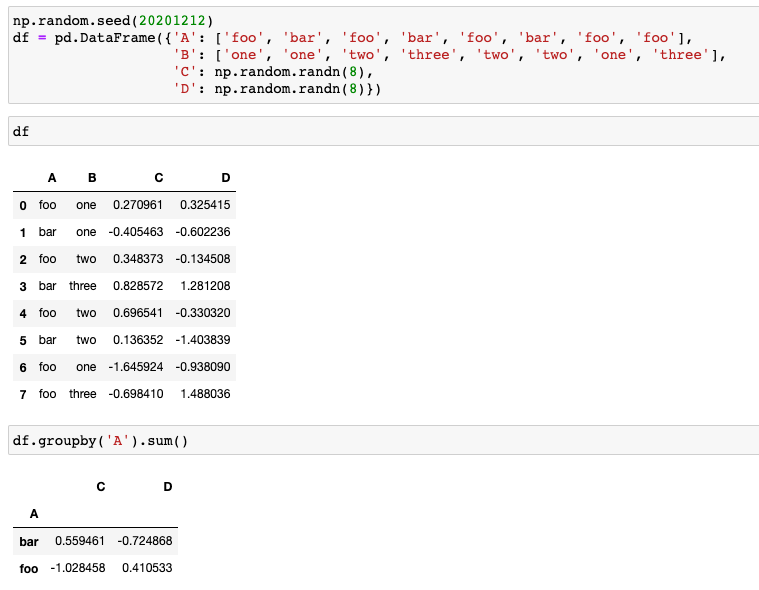 np.random.seed(20201212)
df = pd.DataFrame({'A': ['foo', 'bar', 'foo', 'bar', 'foo', 'bar', 'foo', 'foo'],
'B': ['one', 'one', 'two', 'three', 'two', 'two', 'one', 'three'],
'C': np.random.randn(8),
'D': np.random.randn(8)})
df
A B C D
0 foo one 0.270961 0.325415
1 bar one -0.405463 -0.602236
2 foo two 0.348373 -0.134508
3 bar three 0.828572 1.281208
4 foo two 0.696541 -0.330320
5 bar two 0.136352 -1.403839
6 foo one -1.645924 -0.938090
7 foo three -0.698410 1.488036
df.groupby('A').sum()
C D
A
bar 0.559461 -0.724868
foo -1.028458 0.410533